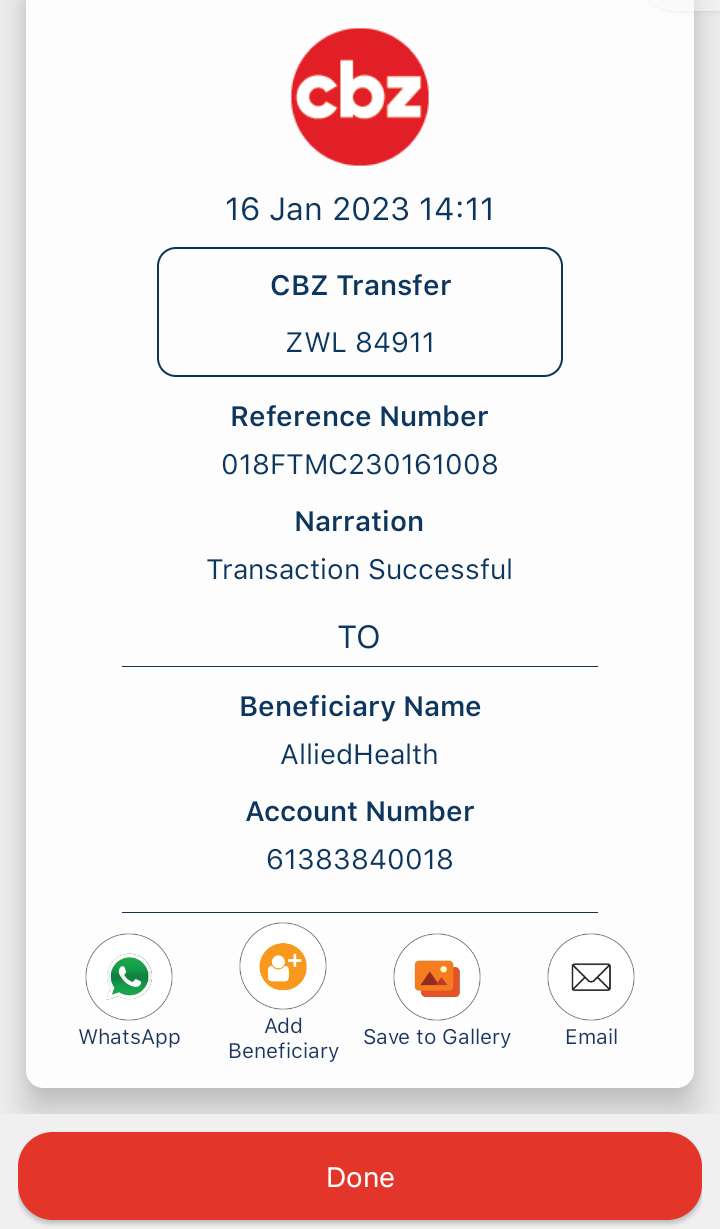 cbz
16 Jan 2023 14:11
CBZ Transfer
ZWL 84911
Reference Number
018FTMC230161008
Narration
Transaction Successful
TO
Beneficiary Name
AlliedHealth
Account Number
61383840018
WhatsApp
Add
Beneficiary
Save to Gallery
Email
Done